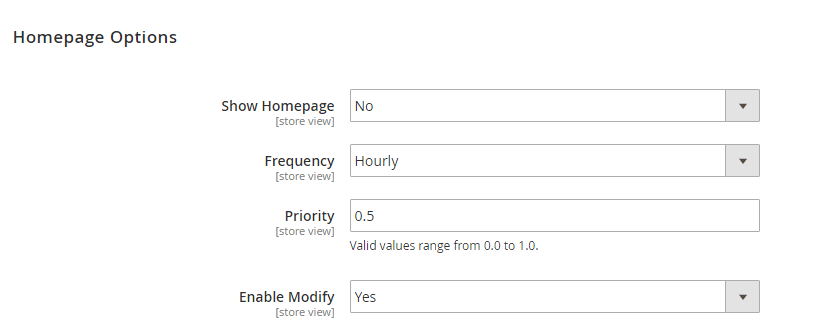 Homepage Options
Show Homepage No
[store view]
Frequency Hourly
[store view]
Priority 0.5
[store view]
Valid values range from 0.0 to 1.0.
Enable Modify Yes
[store view]